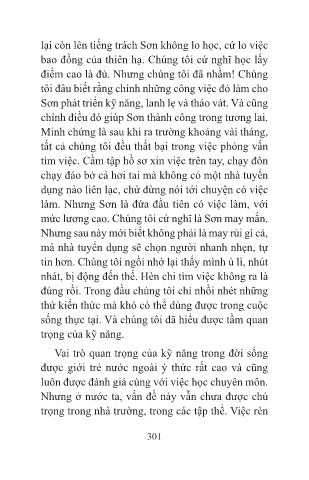 lại còn lên tiếng trách Sơn không lo học, cứ lo việc
bao đồng của thiên hạ. Chúng tôi cứ nghĩ học lấy
điểm cao là đủ. Nhưng chúng tôi đã nhầm! Chúng
tôi đâu biết rằng chính những công việc đó làm cho
Sơn phát triển kỹ năng, lanh lẹ và tháo vát. Và cũng
chính điều đó giúp Sơn thành công trong tương lai.
Minh chứng là sau khi ra trường khoảng vài tháng,
tất cả chúng tôi đều thất bại trong việc phỏng vấn
tìm việc. Cầm tập hồ sơ xin việc trên tay, chạy đôn
chạy đáo bở cả hơi tai mà không có một nhà tuyển
dụng nào liên lạc, chứ đừng nói tới chuyện có việc
làm. Nhưng Sơn là đứa đầu tiên có việc làm, với
mức lương cao. Chúng tôi cứ nghĩ là Sơn may mắn.
Nhưng sau này mới biết không phải là may rủi gì cả,
mà nhà tuyển dụng sẽ chọn người nhanh nhẹn, tự
tin hơn. Chúng tôi ngồi nhớ lại thấy mình ù lì, nhút
nhát, bị động đến thế. Hèn chi tìm việc không ra là
đúng rồi. Trong đầu chúng tôi chỉ nhồi nhét những
thứ kiến thức mà khó có thể dùng được trong cuộc
sống thực tại. Và chúng tôi đã hiểu được tầm quan
trọng của kỹ năng.
Vai trò quan trọng của kỹ năng trong đời sống
được giới trẻ nước ngoài ý thức rất cao và cũng
luôn được đánh giá cùng với việc học chuyên môn.
Nhưng ở nước ta, vấn đề này vẫn chưa được chú
trọng trong nhà trường, trong các tập thể. Việc rèn
301